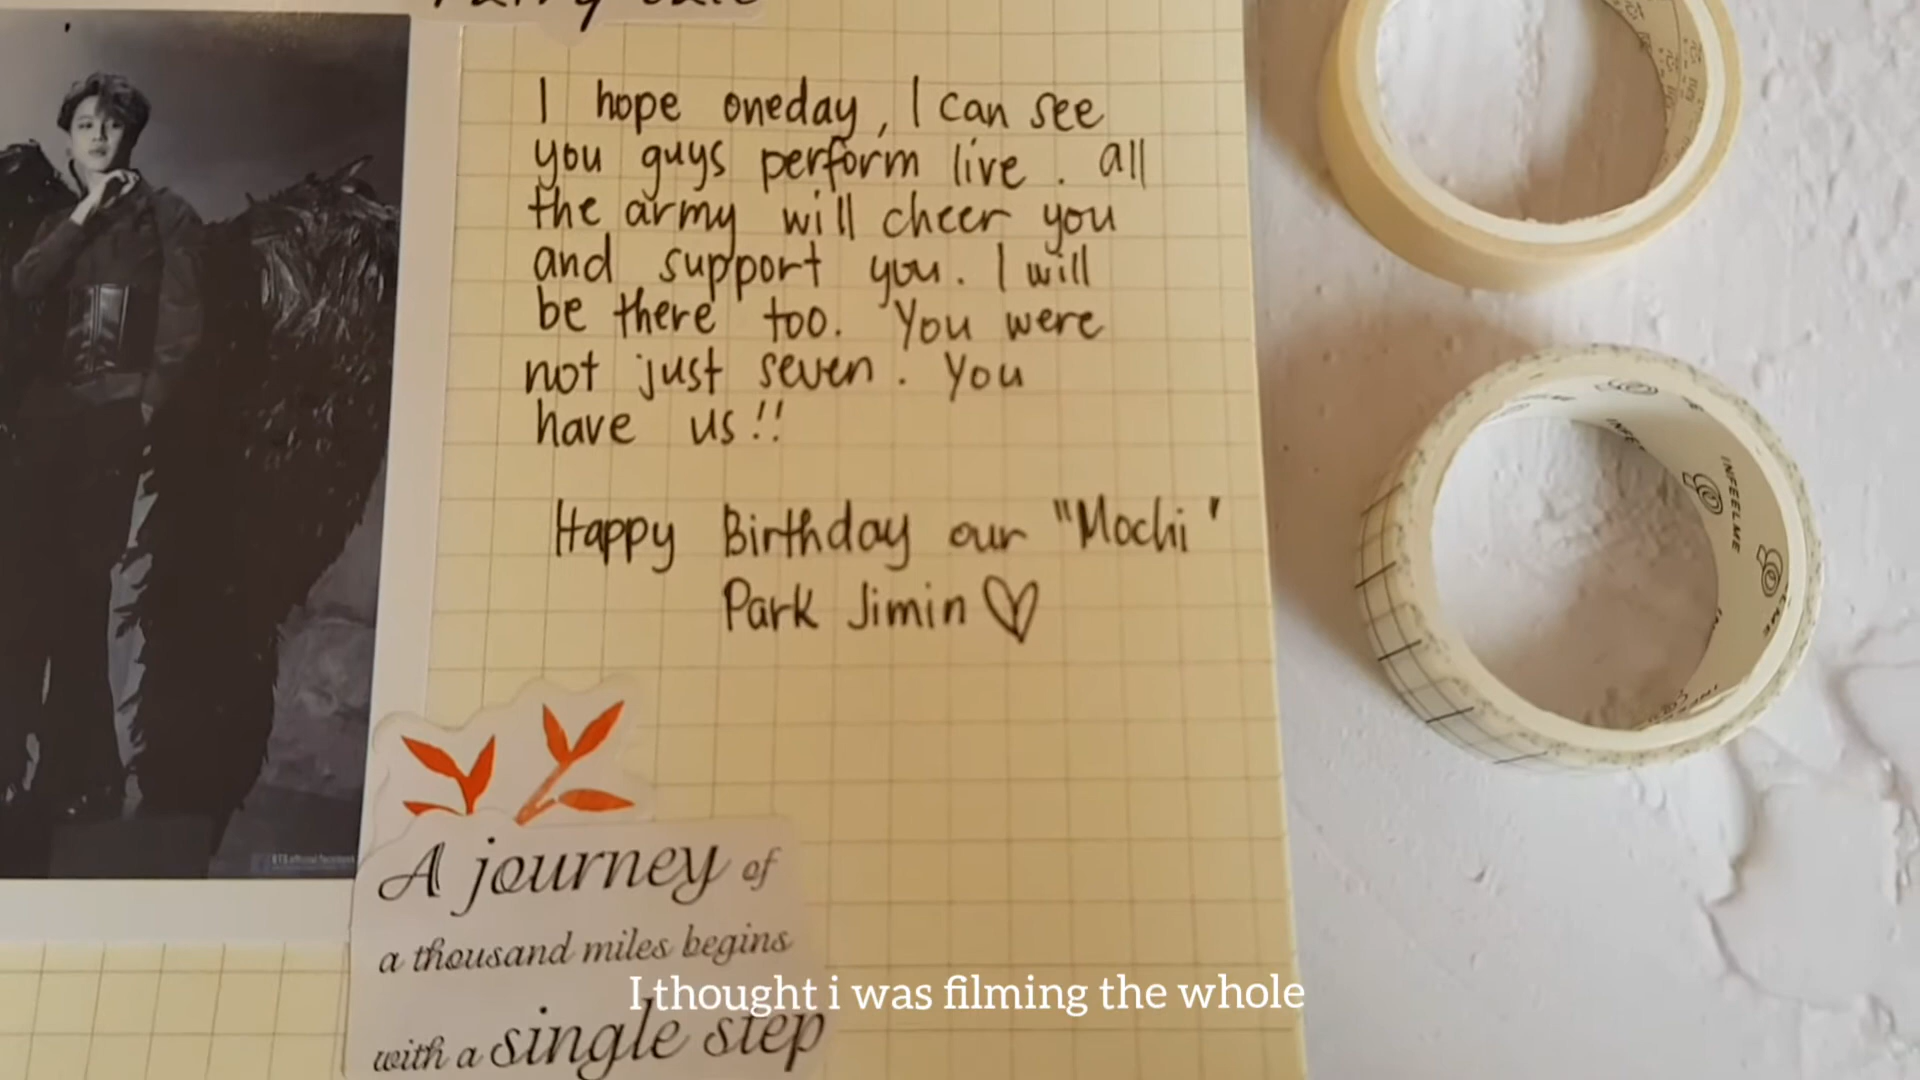 I hope oneday, I can see
you guys perform live. all
the army will cheer you
and support you. I will
be there too. You were
not just seven. You
have us!!
Happy Birthday our "Mochi"
Park Jimin ♡
A journey of
a thousand miles begins
with a single step
I thought i was filming the whole
INFEELME